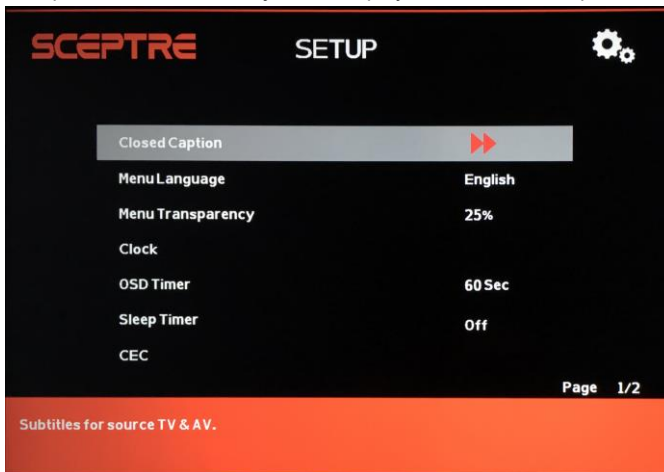 SCEPTRE SETUP
Closed Caption
Menu Language English
Menu Transparency 25%
Clock
OSD Timer 60 Sec
Sleep Timer Off
CEC
Page 1/2
Subtitles for source TV & AV.